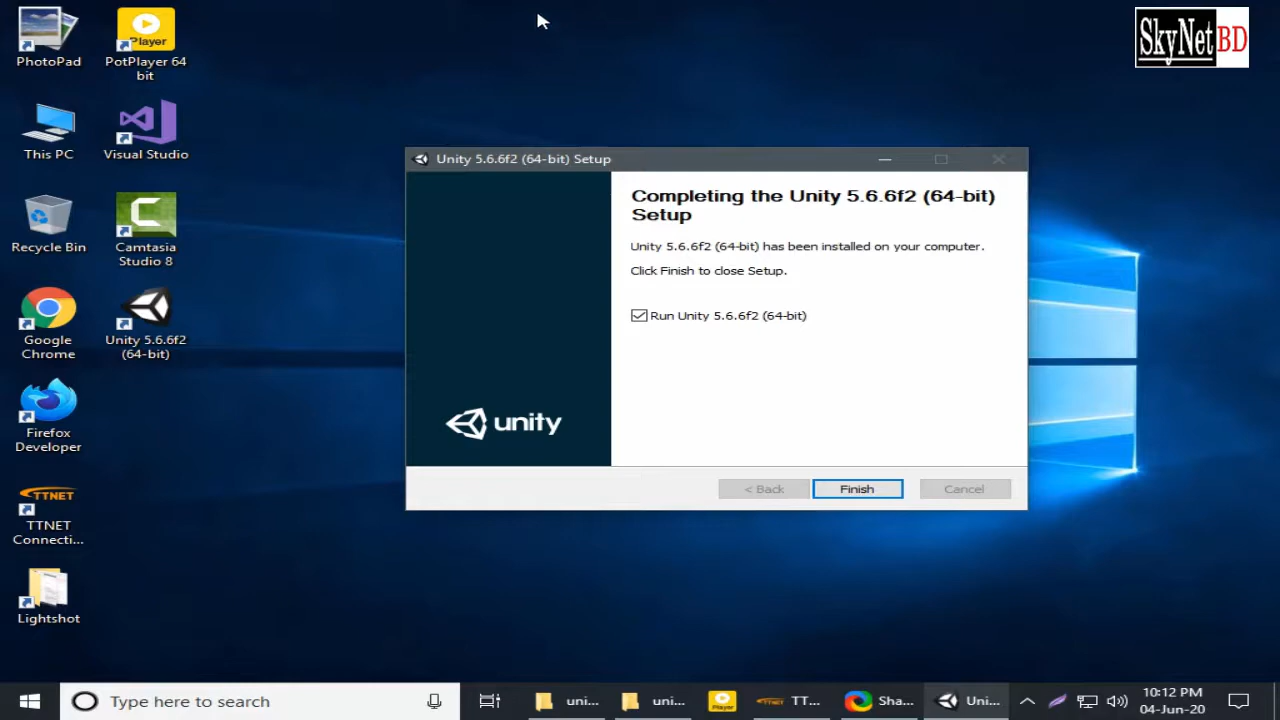 PhotoPad
Player
PotPlayer 64
bit
SkyNetBD
This PC
Visual Studio
Recycle Bin
Camtasia
Studio 8
Google
Chrome
Unity 5.6.6f2
(64-bit)
Firefox
Developer
TTNET
TTNET
Connecti...
Lightshot
Unity 5.6.6f2 (64-bit) Setup
Completing the Unity 5.6.6f2 (64-bit)
Setup
Unity 5.6.6f2 (64-bit) has been installed on your computer.
Click Finish to close Setup.
Run Unity 5.6.6f2 (64-bit)
unity
< Back
Finish
Cancel
Type here to search
uni...
uni...
Player
TT...
Sha...
Uni...
10:12 PM
04-Jun-20